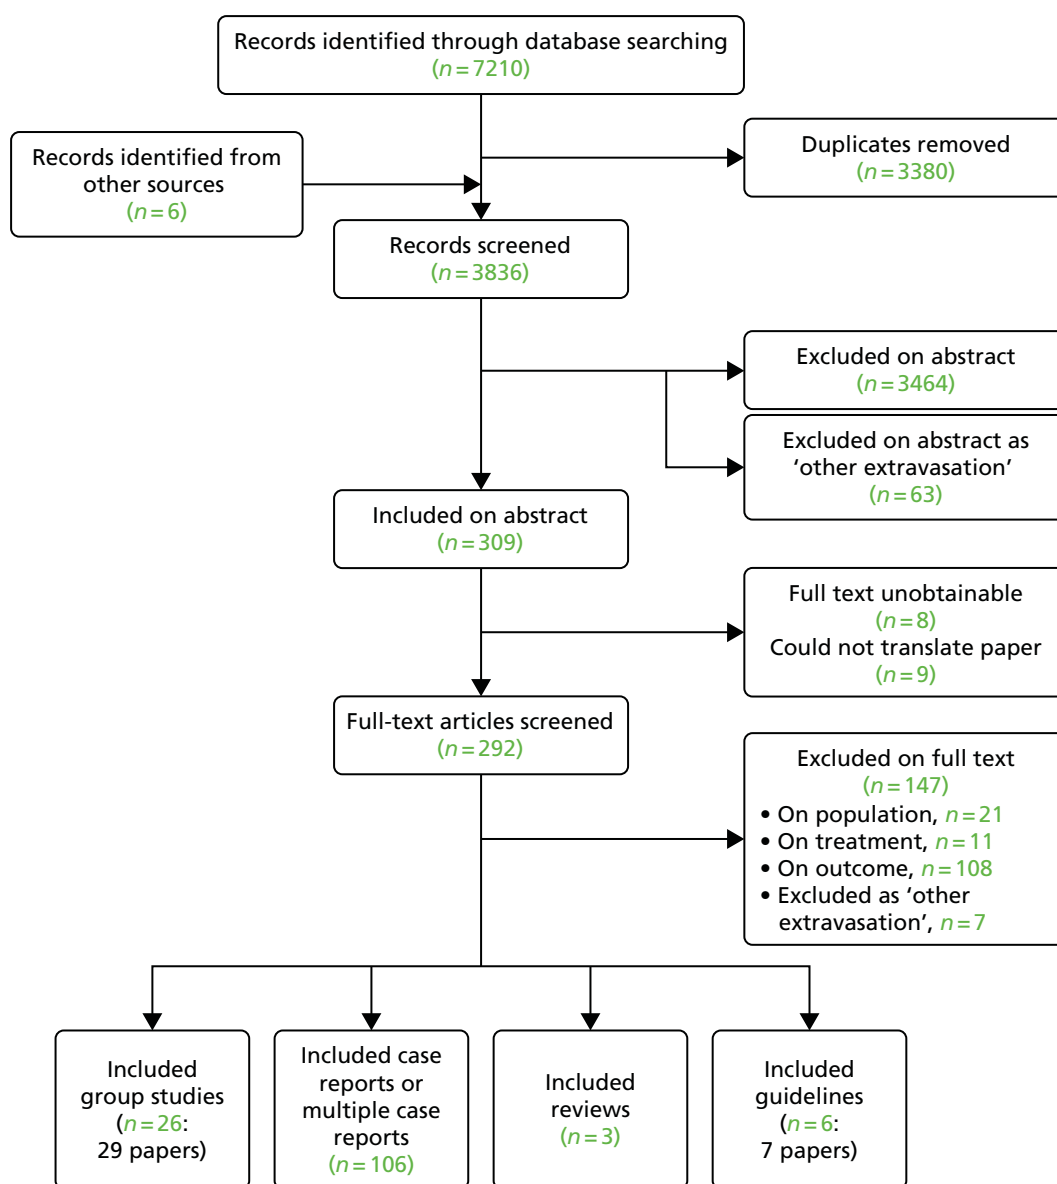 Records identified through database searching
(n=7210)
Records identified from
other sources
(n=6)
Duplicates removed
(n=3380)
Records screened
(n=3836)
Excluded on abstract
(n=3464)
Excluded on abstract as
‘other extravasation’
(n=63)
Included on abstract
(n=309)
Full text unobtainable
(n=8)
Could not translate paper
(n=9)
Full-text articles screened
(n=292)
Excluded on full text
(n=147)
• On population, n=21
• On treatment, n=11
• On outcome, n=108
• Excluded as ‘other
extravasation’, n=7
Included
group studies
(n=26:
29 papers)
Included case
reports or
multiple case
reports
(n=106)
Included
reviews
(n=3)
Included
guidelines
(n=6:
7 papers)